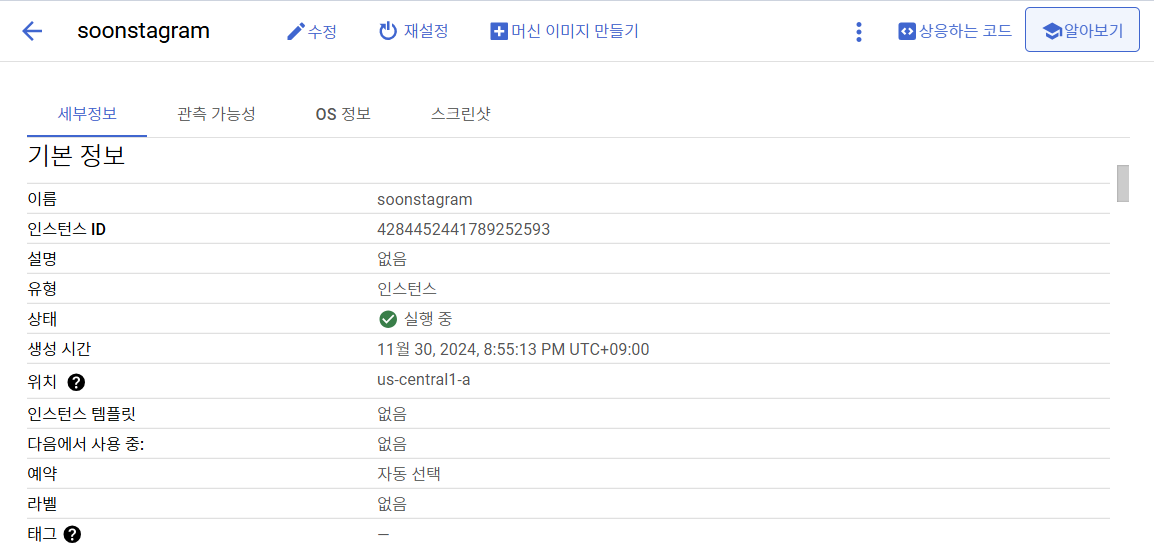 soonstagram 수정 재설정 머신 이미지 만들기 상응하는 코드 알아보기
세부정보 관측 가능성 OS 정보 스크린샷
기본 정보
이름 soonstagram
인스턴스 ID 4284452441789252593
설명 없음
유형 인스턴스
상태 실행 중
생성 시간 11월 30, 2024, 8:55:13 PM UTC+09:00
위치 us-central1-a
인스턴스 템플릿 없음
다음에서 사용 중: 없음
예약 자동 선택
라벨 없음
태그 —